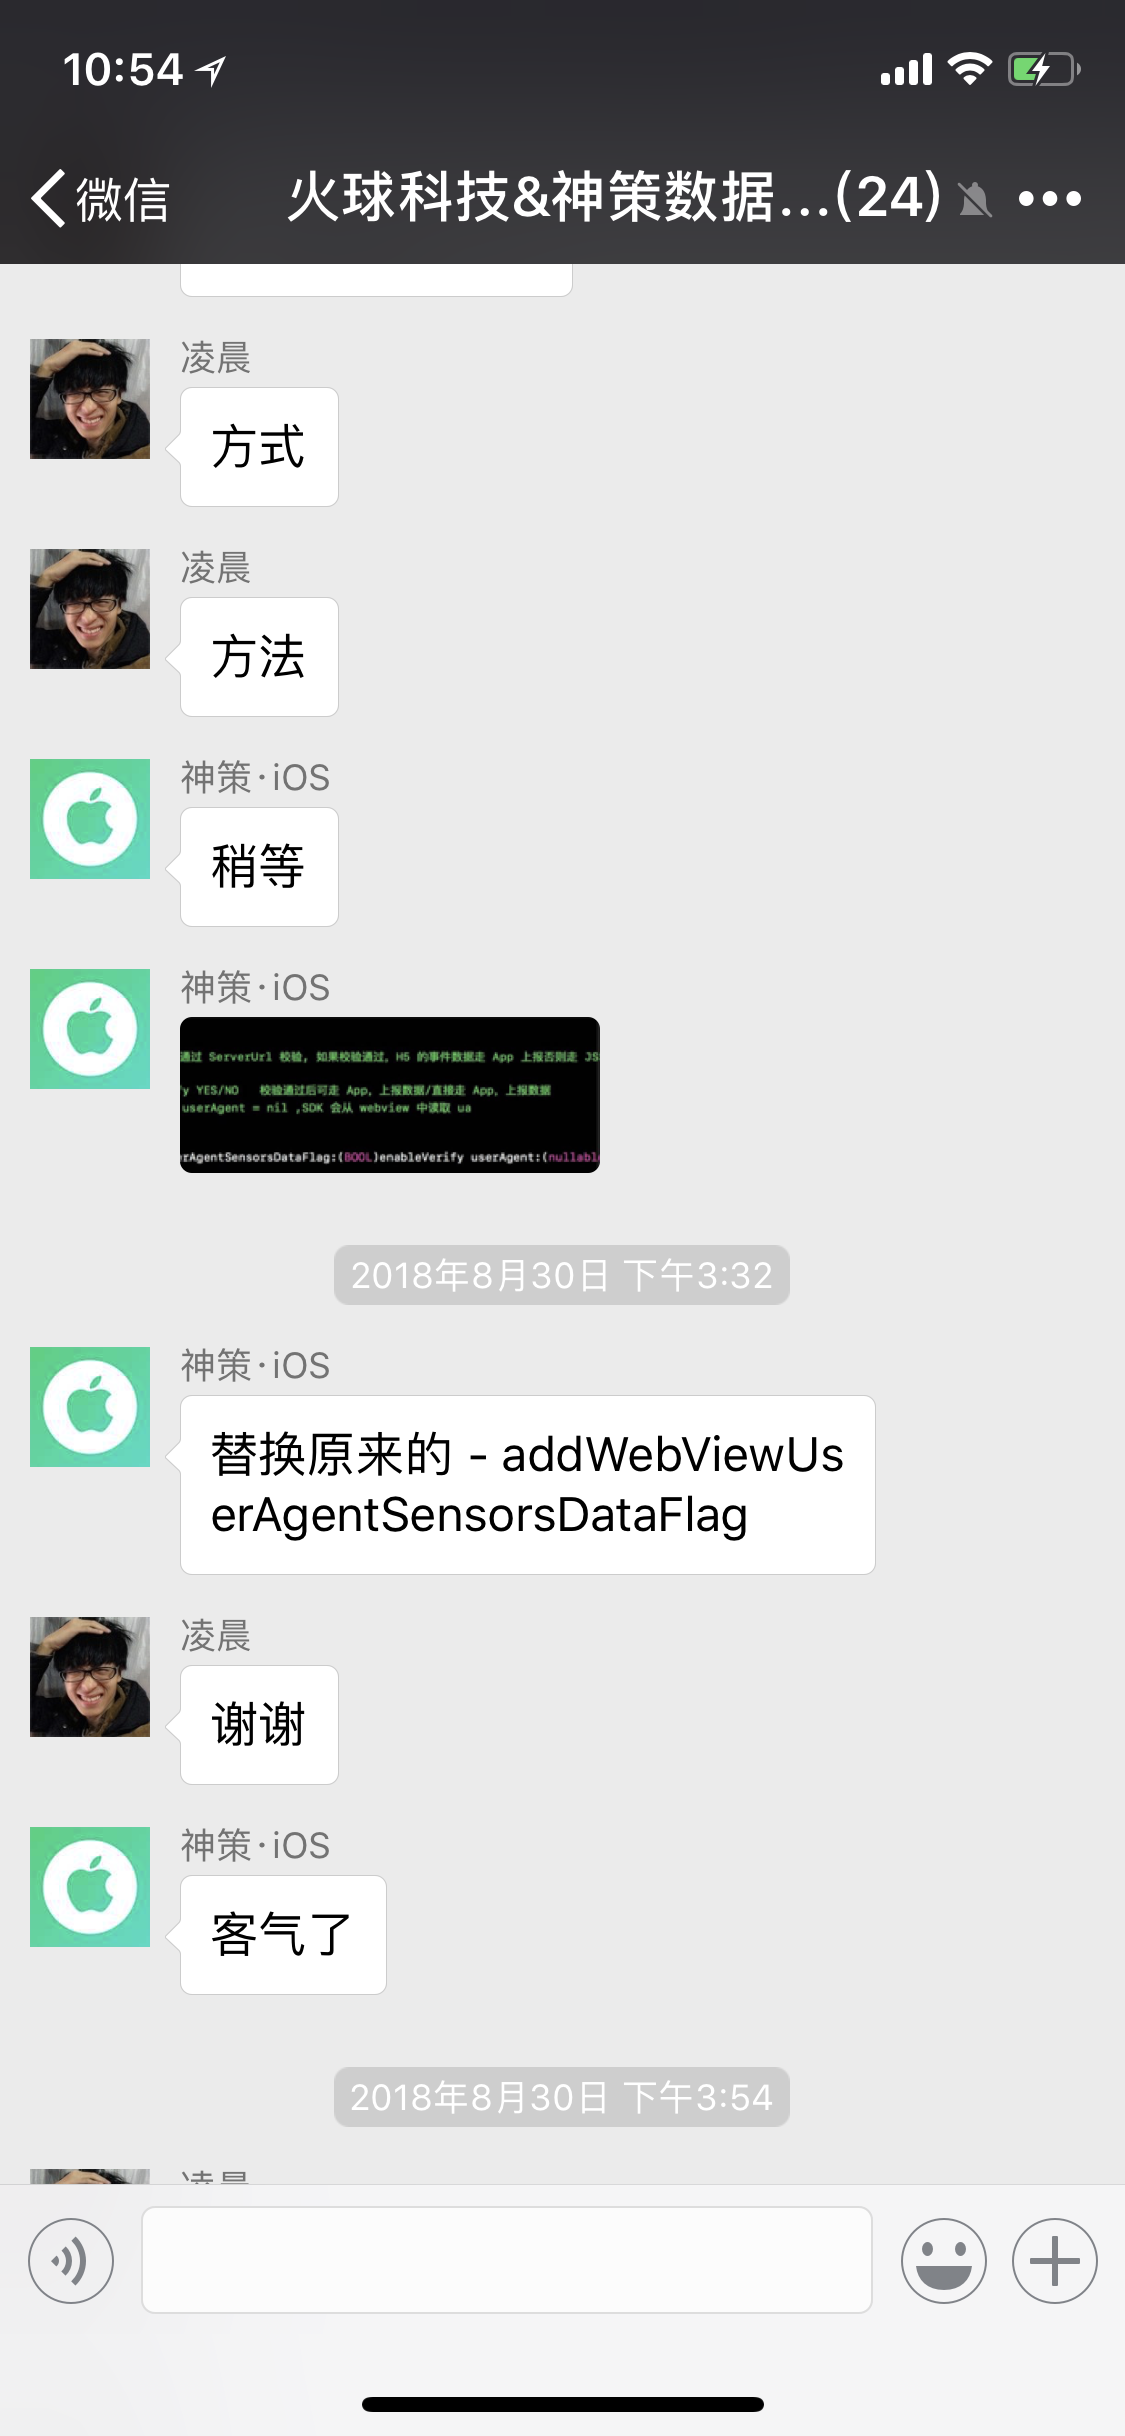 10:54
微信
火球科技&神策数据...(24)
凌晨
方式
凌晨
方法
神策·iOS
稍等
神策·iOS
通过 ServerUrl 校验, 如果校验通过, H5 的事件数据走 App 上报否则走 JS
y YES/NO 校验通过后可走 App, 上报数据/直接走 App, 上报数据
userAgent = nil ,SDK 会从 webview 中读取 ua
rAgentSensorsDataFlag:(BOOL)enableVerify userAgent:(nullabl
2018年8月30日 下午3:32
神策·iOS
替换原来的 - addWebViewUs
erAgentSensorsDataFlag
凌晨
谢谢
神策·iOS
客气了
2018年8月30日 下午3:54
凌晨